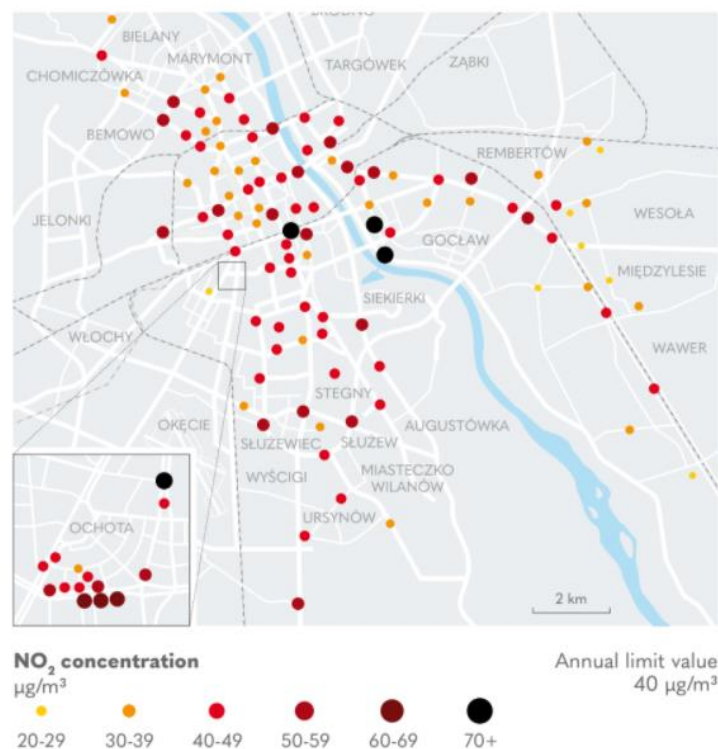 BRÓDNO
BIELANY
MARYMONT
TARGÓWEK
ZĄBKI
CHOMICZÓWKA
BEMOWO
REMBERTÓW
JELONKI
WESOŁA
GOCŁAW
MIĘDZYLESIE
SIEKIERKI
WŁOCHY
WAWER
STEGNY
OKĘCIE
AUGUSTÓWKA
SŁUŻEWIEC
SŁUŻEW
WYŚCIGI
MIASTECZKO
WILANÓW
URSYNÓW
OCHOTA
2 km
NO₂ concentration
µg/m³
Annual limit value
40 µg/m³
20-29
30-39
40-49
50-59
60-69
70+